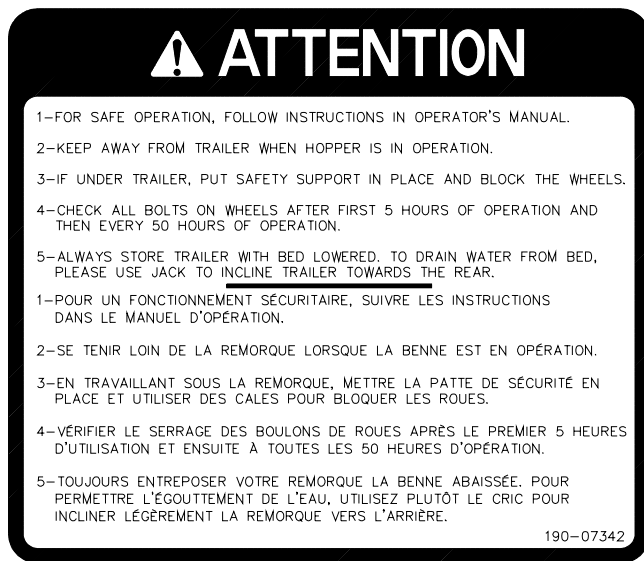 ATTENTION
1-FOR SAFE OPERATION, FOLLOW INSTRUCTIONS IN OPERATOR'S MANUAL.
2-KEEP AWAY FROM TRAILER WHEN HOPPER IS IN OPERATION.
3-IF UNDER TRAILER, PUT SAFETY SUPPORT IN PLACE AND BLOCK THE WHEELS.
4-CHECK ALL BOLTS ON WHEELS AFTER FIRST 5 HOURS OF OPERATION AND
THEN EVERY 50 HOURS OF OPERATION.
5-ALWAYS STORE TRAILER WITH BED LOWERED. TO DRAIN WATER FROM BED,
PLEASE USE JACK TO INCLINE TRAILER TOWARDS THE REAR.
1-POUR UN FONCTIONNEMENT SÉCURITAIRE, SUIVRE LES INSTRUCTIONS
DANS LE MANUEL D'OPÉRATION.
2-SE TENIR LOIN DE LA REMORQUE LORSQUE LA BENNE EST EN OPÉRATION.
3-EN TRAVAILLANT SOUS LA REMORQUE, METTRE LA PATTE DE SÉCURITÉ EN
PLACE ET UTILISER DES CALES POUR BLOQUER LES ROUES.
4-VÉRIFIER LE SERRAGE DES BOULONS DE ROUES APRÈS LE PREMIER 5 HEURES
D'UTILISATION ET ENSUITE À TOUTES LES 50 HEURES D'OPÉRATION.
5-TOUJOURS ENTREPOSER VOTRE REMORQUE LA BENNE ABAISSÉE. POUR
PERMETTRE L'ÉGOUTTEMENT DE L'EAU, UTILISEZ PLUTÔT LE CRIC POUR
INCLINER LÉGÈREMENT LA REMORQUE VERS L'ARRIÈRE.
190-07342